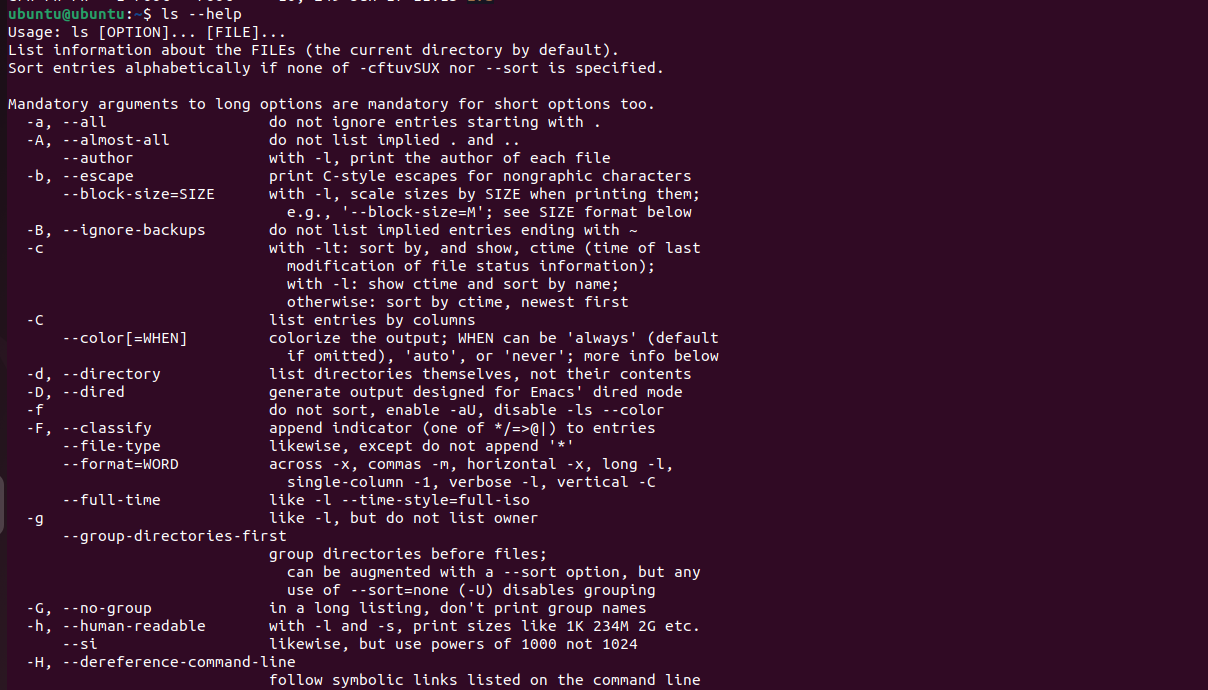 ubuntu@ubuntu:~$ ls --help
Usage: ls [OPTION]... [FILE]...
List information about the FILEs (the current directory by default).
Sort entries alphabetically if none of -cftuvSUX nor --sort is specified.

Mandatory arguments to long options are mandatory for short options too.
  -a, --all                  do not ignore entries starting with .
  -A, --almost-all           do not list implied . and ..
      --author               with -l, print the author of each file
  -b, --escape               print C-style escapes for nongraphic characters
      --block-size=SIZE      with -l, scale sizes by SIZE when printing them;
                               e.g., '--block-size=M'; see SIZE format below
  -B, --ignore-backups       do not list implied entries ending with ~
  -c                         with -lt: sort by, and show, ctime (time of last
                               modification of file status information);
                               with -l: show ctime and sort by name;
                               otherwise: sort by ctime, newest first
  -C                         list entries by columns
      --color[=WHEN]         colorize the output; WHEN can be 'always' (default
                               if omitted), 'auto', or 'never'; more info below
  -d, --directory            list directories themselves, not their contents
  -D, --dired                generate output designed for Emacs' dired mode
  -f                         do not sort, enable -aU, disable -ls --color
  -F, --classify             append indicator (one of */=>@|) to entries
      --file-type            likewise, except do not append '*'
      --format=WORD          across -x, commas -m, horizontal -x, long -l,
                               single-column -1, verbose -l, vertical -C
      --full-time            like -l --time-style=full-iso
  -g                         like -l, but do not list owner
      --group-directories-first
                             group directories before files;
                               can be augmented with a --sort option, but any
                               use of --sort=none (-U) disables grouping
  -G, --no-group             in a long listing, don't print group names
  -h, --human-readable       with -l and -s, print sizes like 1K 234M 2G etc.
      --si                   likewise, but use powers of 1000 not 1024
  -H, --dereference-command-line
                             follow symbolic links listed on the command line